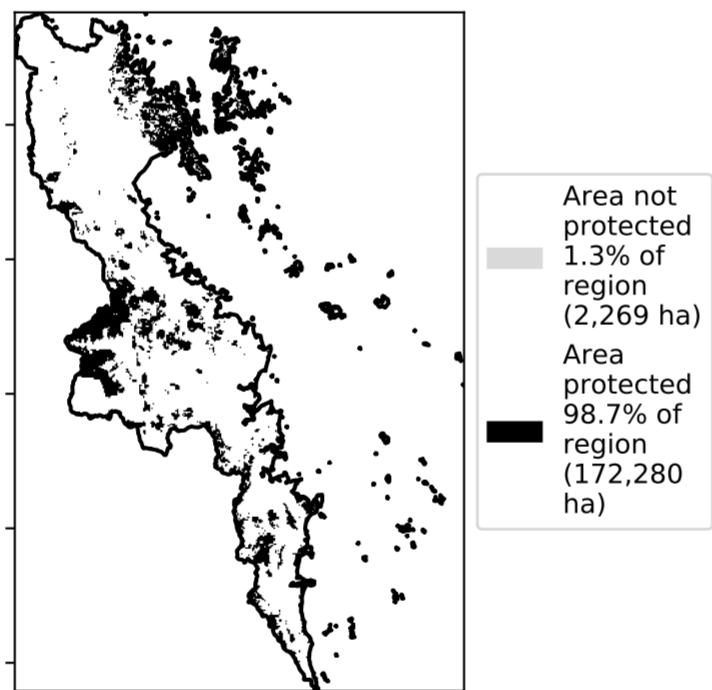 Area not
protected
1.3% of
region
(2,269 ha)
Area
protected
98.7% of
region
(172,280
ha)